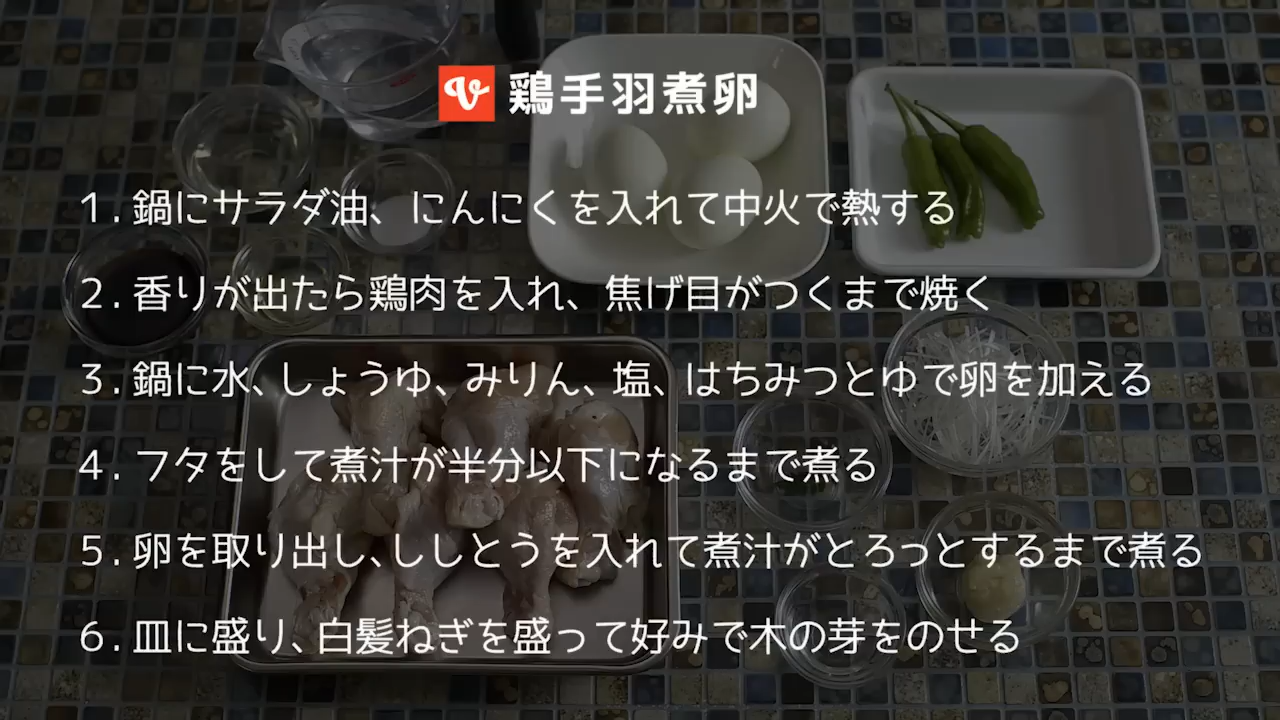 鶏手羽煮卵
1. 鍋にサラダ油、にんにくを入れて中火で熱する
2. 香りが出たら鶏肉を入れ、焦げ目がつくまで焼く
3. 鍋に水、しょうゆ、みりん、塩、はちみつとゆで卵を加える
4. フタをして煮汁が半分以下になるまで煮る
5. 卵を取り出し、ししとうを入れて煮汁がとろっとするまで煮る
6. 皿に盛り、白髪ねぎを盛って好みで木の芽をのせる